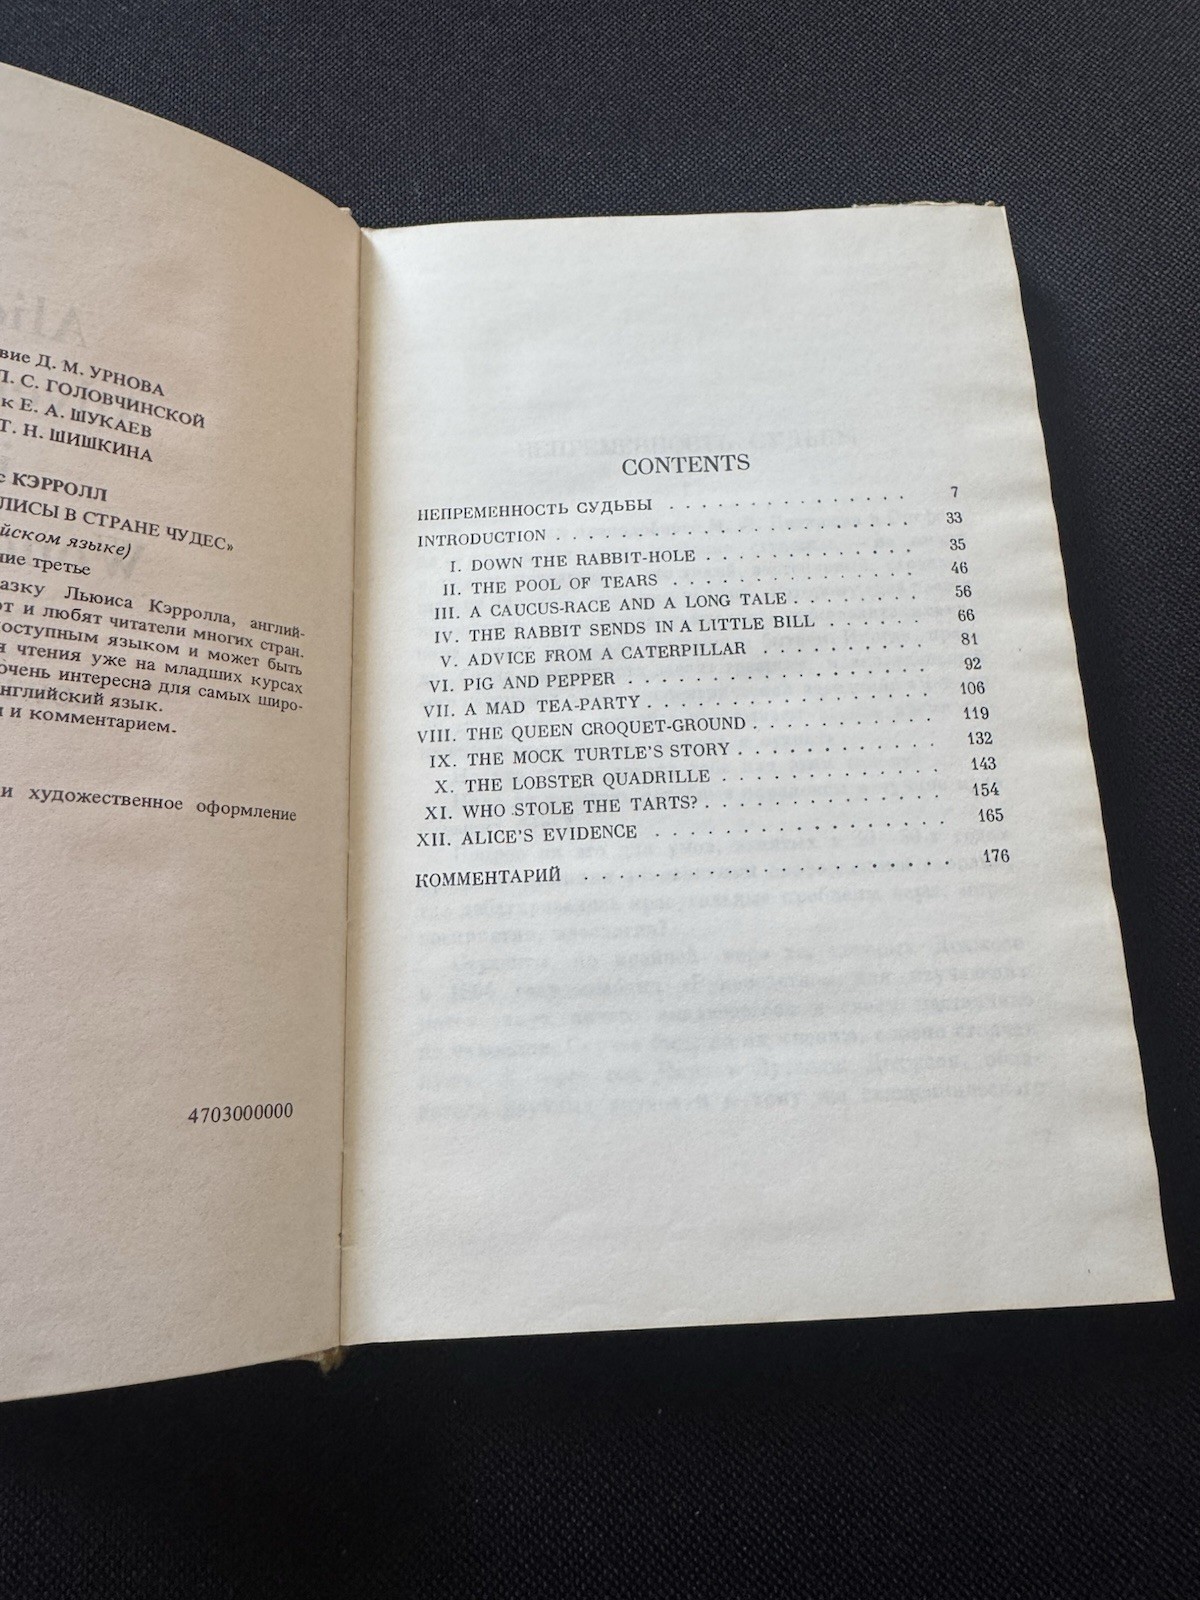 вие Д. М. УРНОВА
Л. С. ГОЛОВЧИНСКОЙ
к Е. А. ШУКАЕВ
Т. Н. ШИШКИНА
с КЭРРОЛЛ
ЛИСЫ В СТРАНЕ ЧУДЕС»
йском языке)
ние третье
азку Льюиса Кэрролла, англий-
ют и любят читатели многих стран.
доступным языком и может быть
я чтения уже на младших курсах
очень интересна для самых широ-
нглийский язык.
и комментарием.
и художественное оформление
4703000000
CONTENTS
НЕПРЕМЕННОСТЬ СУДЬБЫ . . . . . . . . . . . 7
INTRODUCTION . . . . . . . . . . . . . . . 33
I. DOWN THE RABBIT-HOLE . . . . . . . . . . 35
II. THE POOL OF TEARS . . . . . . . . . . . . 46
III. A CAUCUS-RACE AND A LONG TALE . . . . . . 56
IV. THE RABBIT SENDS IN A LITTLE BILL . . . . . 66
V. ADVICE FROM A CATERPILLAR . . . . . . . . 81
VI. PIG AND PEPPER . . . . . . . . . . . . . . 92
VII. A MAD TEA-PARTY . . . . . . . . . . . . . 106
VIII. THE QUEEN CROQUET-GROUND . . . . . . . . . 119
IX. THE MOCK TURTLE'S STORY . . . . . . . . . . 132
X. THE LOBSTER QUADRILLE . . . . . . . . . . . 143
XI. WHO STOLE THE TARTS? . . . . . . . . . . . 154
XII. ALICE'S EVIDENCE . . . . . . . . . . . . . 165
КОММЕНТАРИЙ . . . . . . . . . . . . . . . . 176